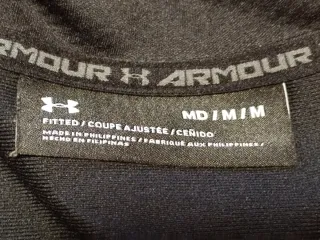 ARMOUR ARMOUR
MD / M / M
FITTED / COUPE AJUSTÉE / CEÑIDO
MADE IN PHILIPPINES / FABRIQUÉ AUX PHILIPPINES /
HECHO EN FILIPINAS